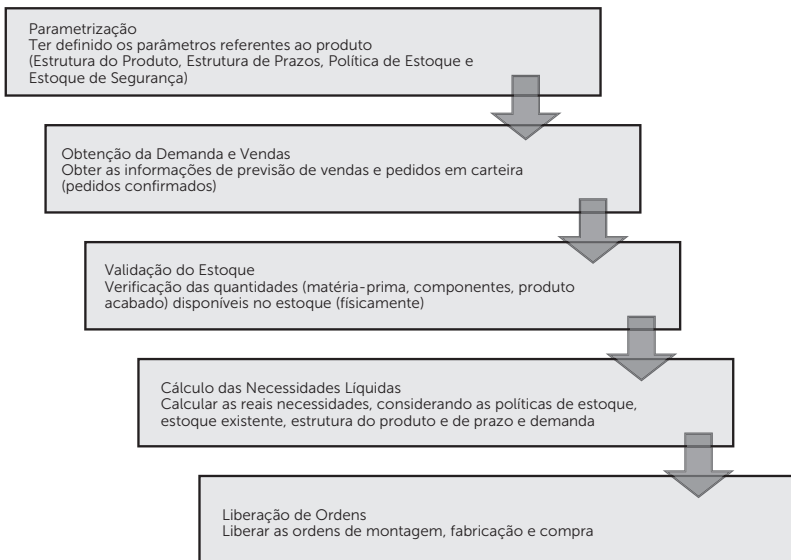 Parametrização
Ter definido os parâmetros referentes ao produto
(Estrutura do Produto, Estrutura de Prazos, Política de Estoque e
Estoque de Segurança)
Obtenção da Demanda e Vendas
Obter as informações de previsão de vendas e pedidos em carteira
(pedidos confirmados)
Validação do Estoque
Verificação das quantidades (matéria-prima, componentes, produto
acabado) disponíveis no estoque (físicamente)
Cálculo das Necessidades Líquidas
Calcular as reais necessidades, considerando as políticas de estoque,
estoque existente, estrutura do produto e de prazo e demanda
Liberação de Ordens
Liberar as ordens de montagem, fabricação e compra